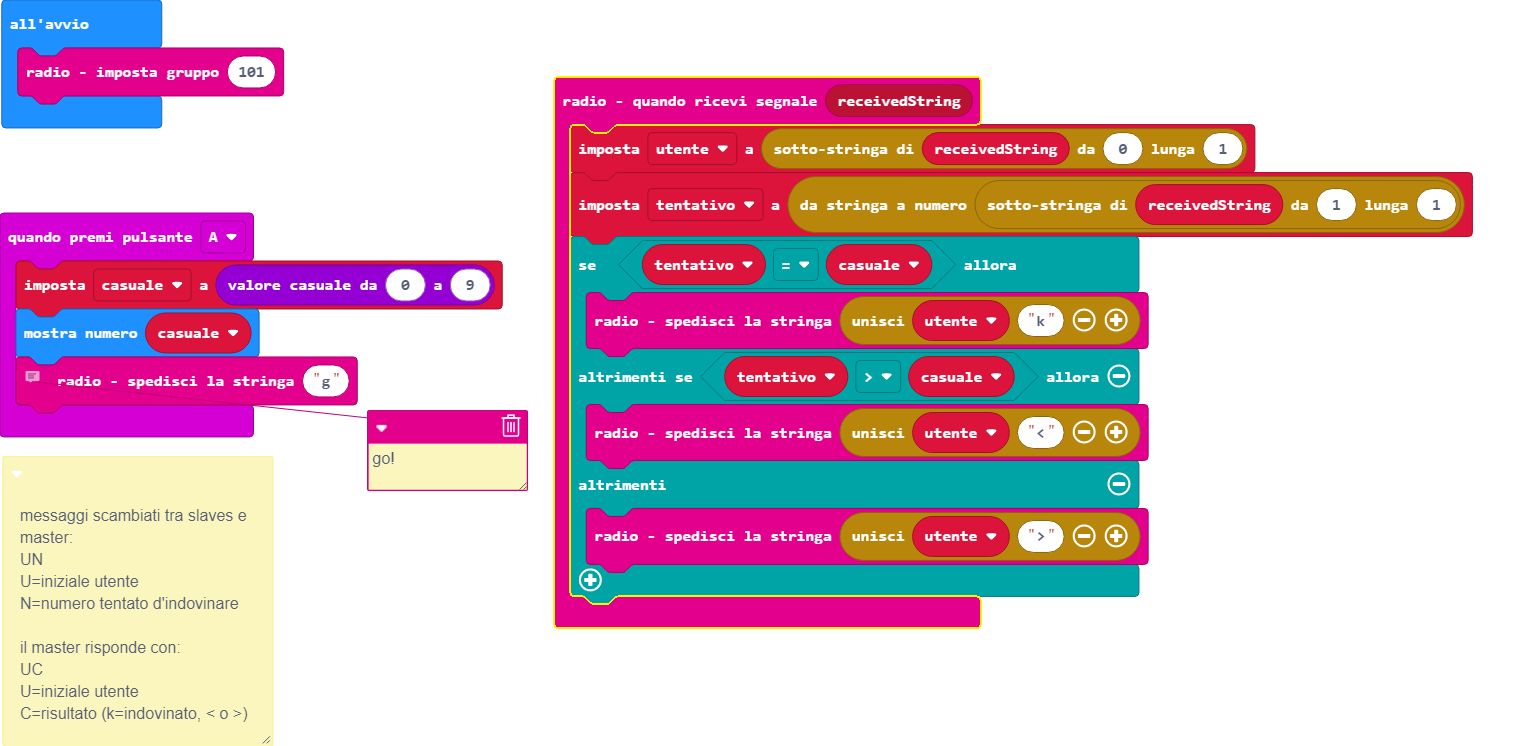 all'avvio
radio - imposta gruppo 101
quando premi pulsante A
imposta casuale a valore casuale da 0 a 9
mostra numero casuale
radio - spedisci la stringa "g"
go!
messaggi scambiati tra slaves e
master:
UN
U=iniziale utente
N=numero tentato d'indovinare
il master risponde con:
UC
U=iniziale utente
C=risultato (k=indovinato, < o >)
radio - quando ricevi segnale receivedString
imposta utente a sotto-stringa di receivedString da 0 lunga 1
imposta tentativo a da stringa a numero sotto-stringa di receivedString da 1 lunga 1
se tentativo = casuale allora
radio - spedisci la stringa unisci utente "k"
altrimenti se tentativo > casuale allora
radio - spedisci la stringa unisci utente "<"
altrimenti
radio - spedisci la stringa unisci utente ">"